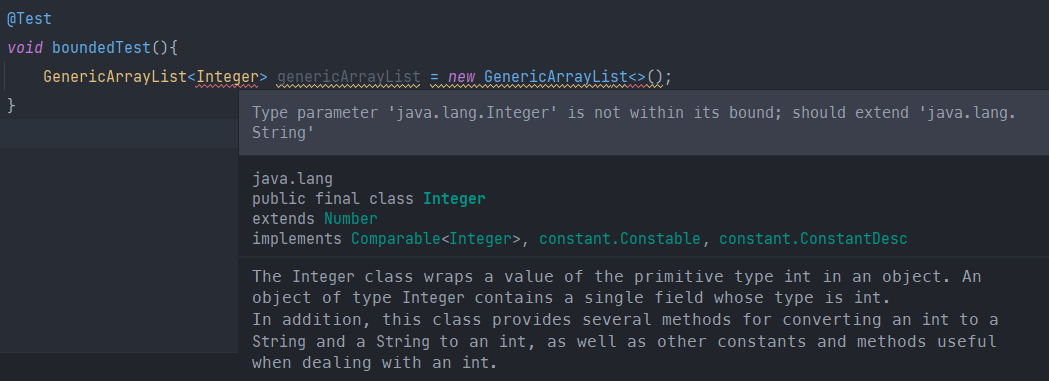 @Test
void boundedTest(){
GenericArrayList<Integer> genericArrayList = new GenericArrayList<>();
}
Type parameter 'java.lang.Integer' is not within its bound; should extend 'java.lang.
String'
java.lang
public final class Integer
extends Number
implements Comparable<Integer>, constant.Constable, constant.ConstantDesc
The Integer class wraps a value of the primitive type int in an object. An
object of type Integer contains a single field whose type is int.
In addition, this class provides several methods for converting an int to a
String and a String to an int, as well as other constants and methods useful
when dealing with an int.